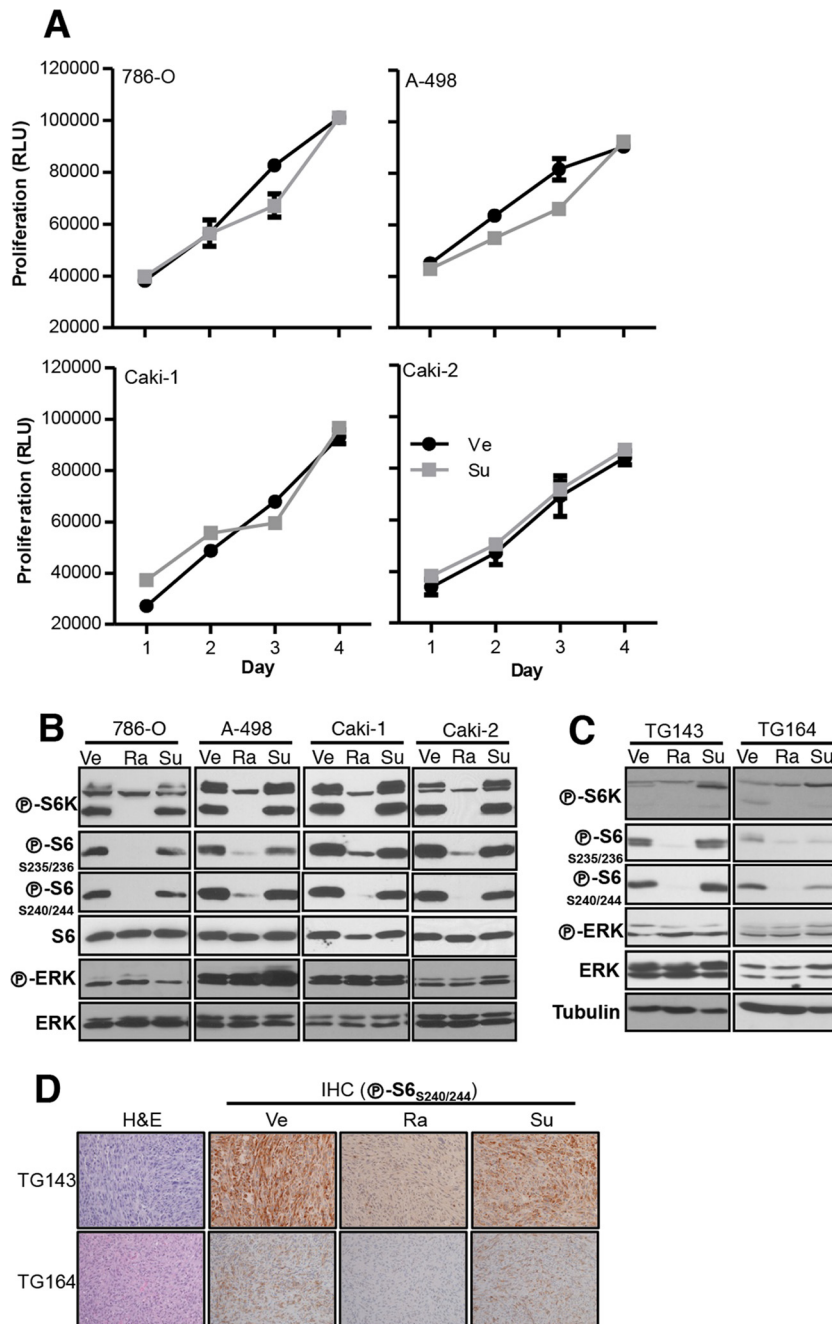 A
786-O
A-498
Proliferation (RLU)
120000
100000
80000
60000
40000
20000
Caki-1
Caki-2
Proliferation (RLU)
120000
100000
80000
60000
40000
20000
Ve
Su
1 2 3 4
Day
1 2 3 4
Day
B
786-O A-498 Caki-1 Caki-2
Ve Ra Su Ve Ra Su Ve Ra Su Ve Ra Su
Ⓟ-S6K
Ⓟ-S6
S235/236
Ⓟ-S6
S240/244
S6
Ⓟ-ERK
ERK
C
TG143 TG164
Ve Ra Su Ve Ra Su
Ⓟ-S6K
Ⓟ-S6
S235/236
Ⓟ-S6
S240/244
Ⓟ-ERK
ERK
Tubulin
D
IHC (Ⓟ-S6S240/244)
H&E Ve Ra Su
TG143
TG164